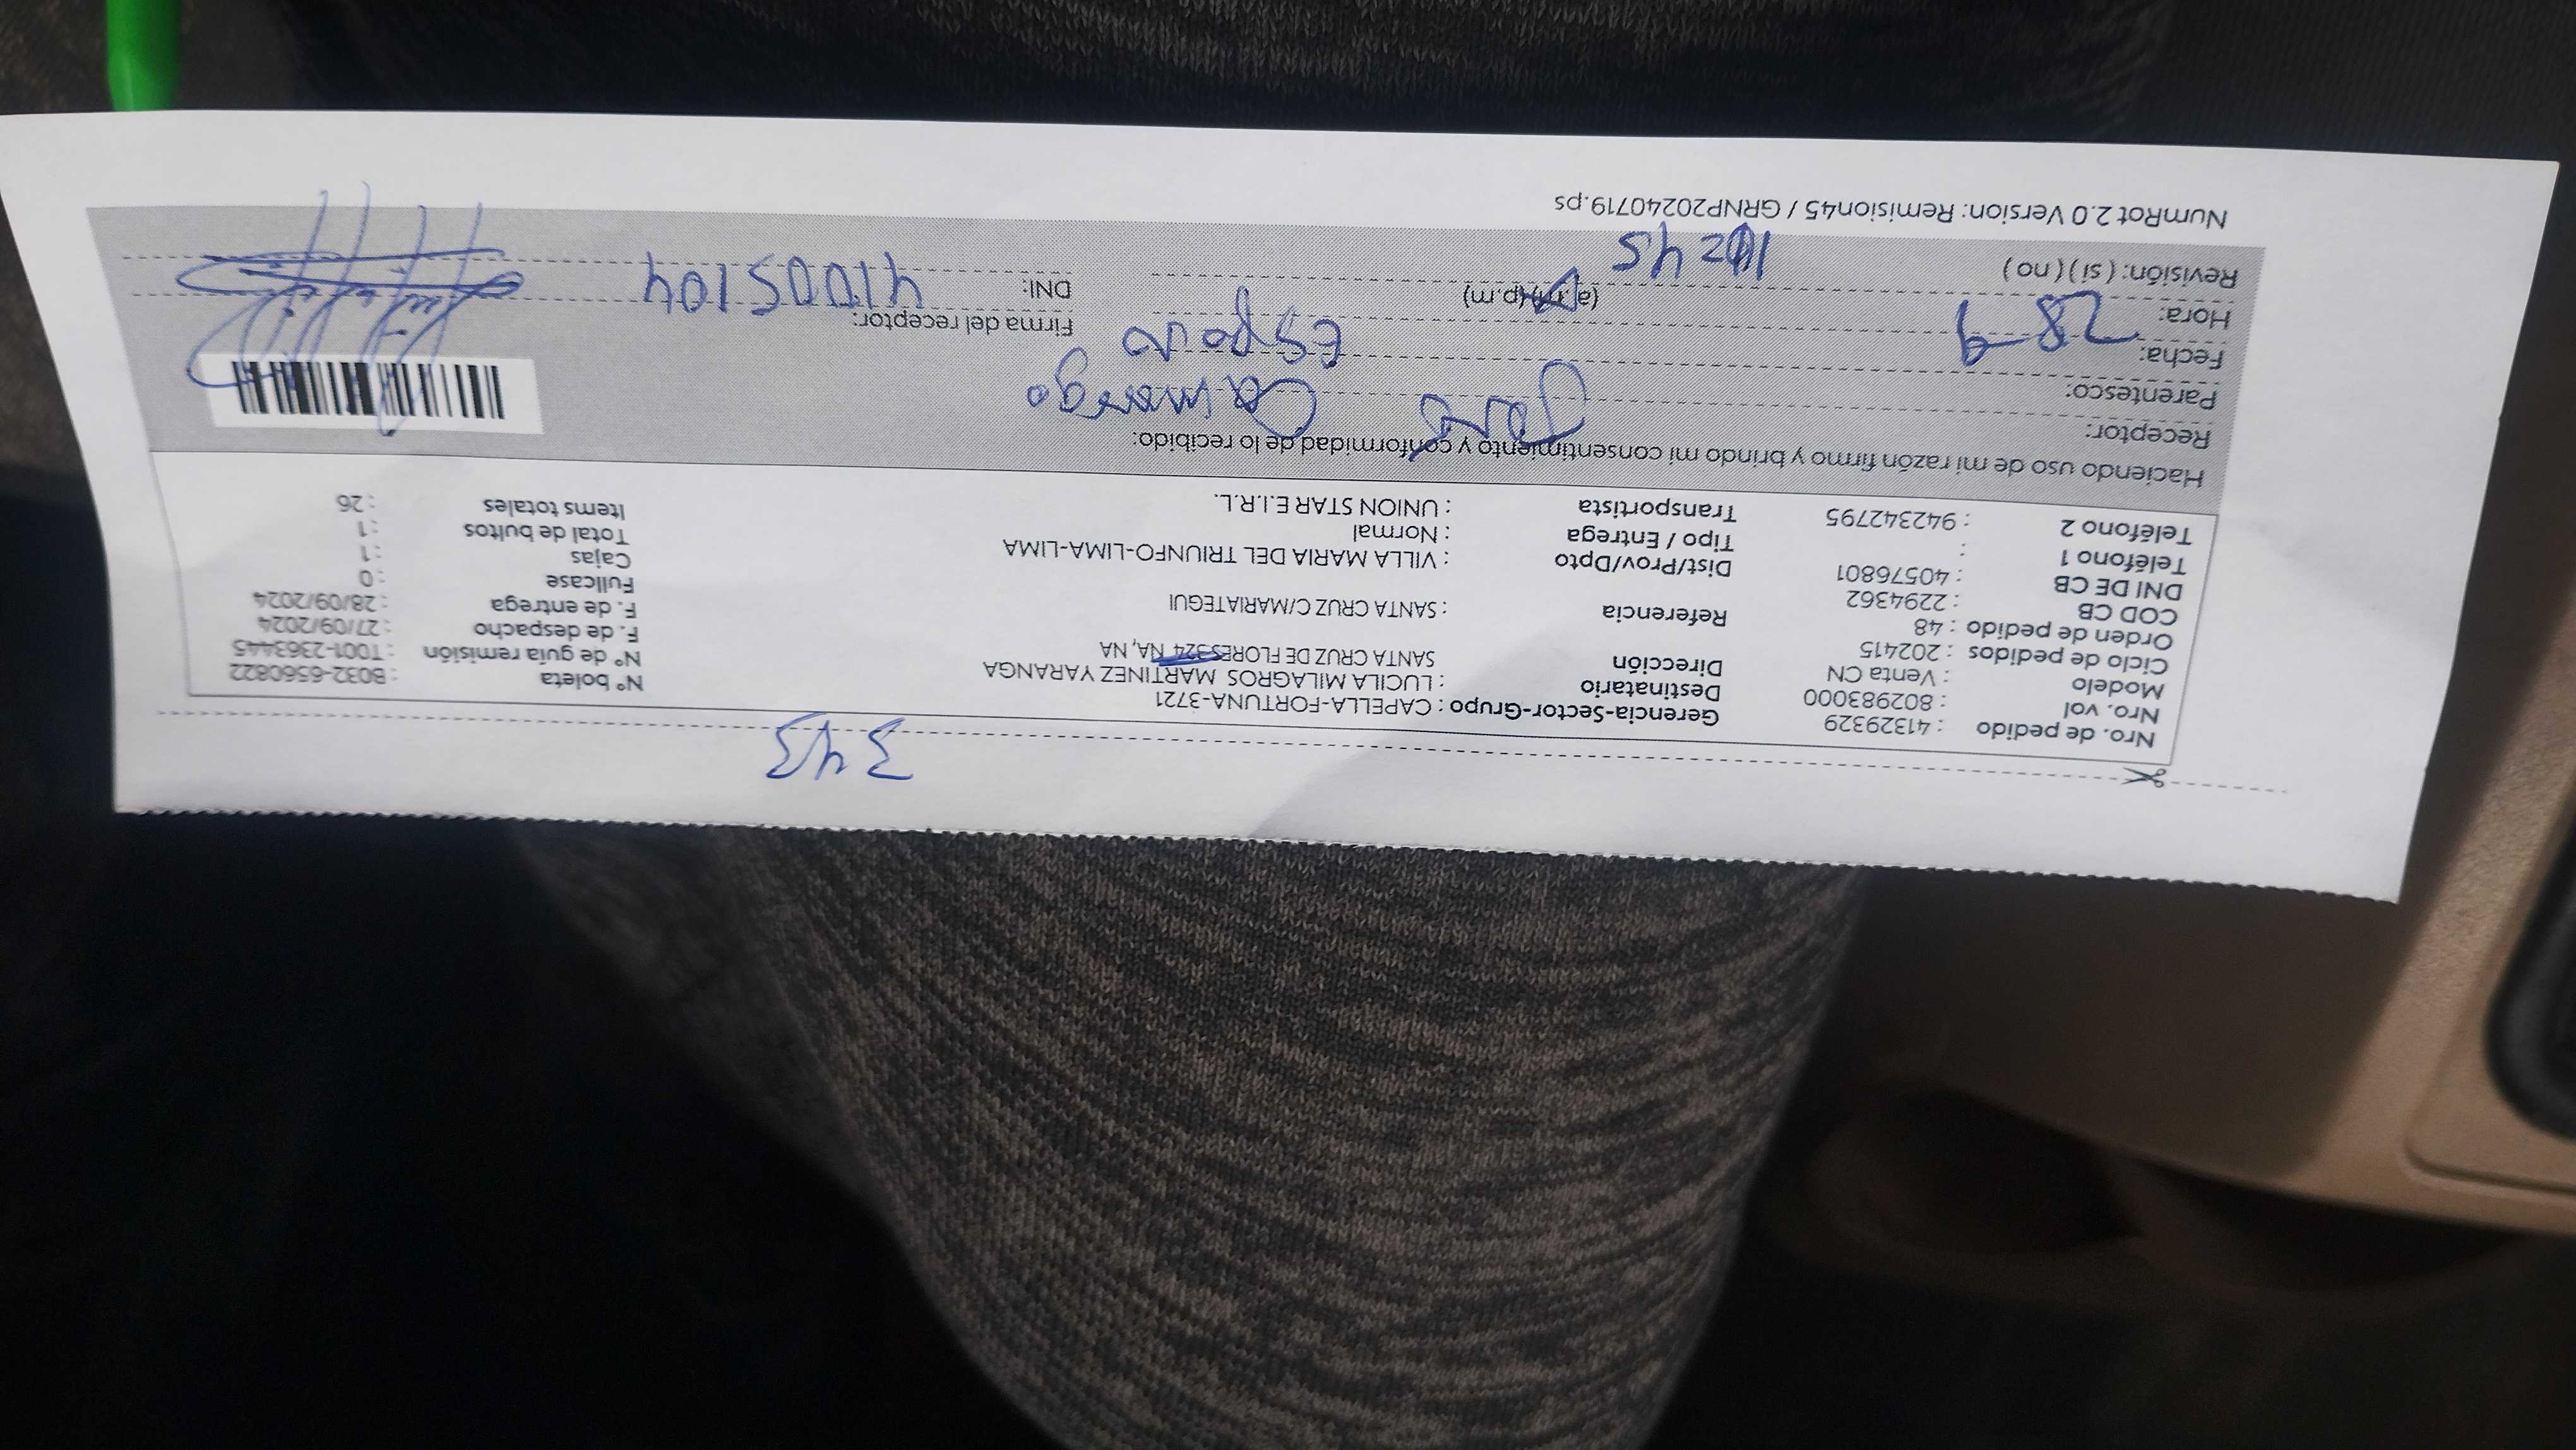 343
Nro. de pedido : 41329329 Gerencia-Sector-Grupo : CAPELLA-FORTUNA-3721
Nro. vol : 802983000 Destinatario : LUCILA MILAGROS MARTINEZ YARANGA Nº boleta : B032-6560822
Modelo : Venta CN Dirección SANTA CRUZ DE FLORES 324 NA, NA Nº de guía remisión : T001-2363445
Ciclo de pedidos : 202415 F. de despacho : 27/09/2024
Orden de pedido : 48 Referencia : SANTA CRUZ C/MARIATEGUI F. de entrega : 28/09/2024
COD CB : 2294362 Fullcase : 0
DNI DE CB : 40576801 Dist/Prov/Dpto : VILLA MARIA DEL TRIUNFO-LIMA-LIMA Cajas : 1
Teléfono 1 : Tipo / Entrega : Normal Total de bultos : 1
Teléfono 2 : 942342795 Transportista : UNION STAR E.I.R.L. Items totales : 26
Haciendo uso de mi razón firmo y brindo mi consentimiento y conformidad de lo recibido:
Receptor: Camargo
Parentesco: Esposo
Fecha: 28-9 Firma del receptor:
Hora: (a.m)(p.m) DNI: 41005104
Revisión: ( si ) ( no )
NumRot 2.0 Version: Remision45 / GRNP20240719.ps